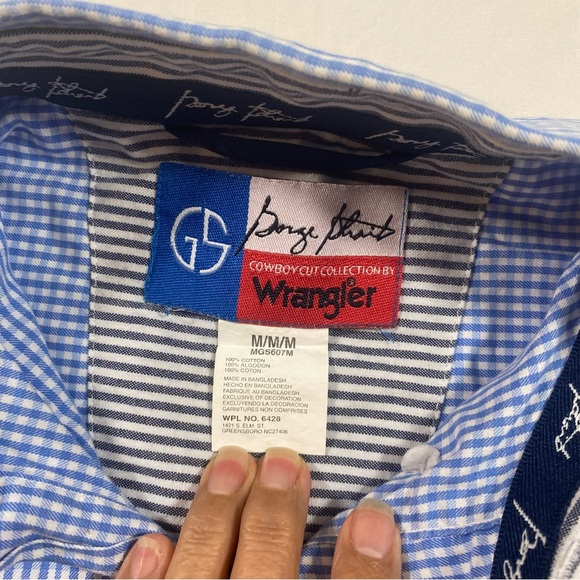 George Strait
GS
George Strait
COWBOY CUT COLLECTION BY
Wrangler
M/M/M
MGS607M
100% COTTON
100% ALGODON
100% COTON
MADE IN BANGLADESH
HECHO EN BANGLADESH
FABRIQUE AU BANGLADESH
EXCLUSIVE OF DECORATION
EXCLUYENDO LA DECORACION
GARNITURES NON COMPRISES
WPL NO. 6428
1421 S. ELM ST.
GREENSBORO NC27406